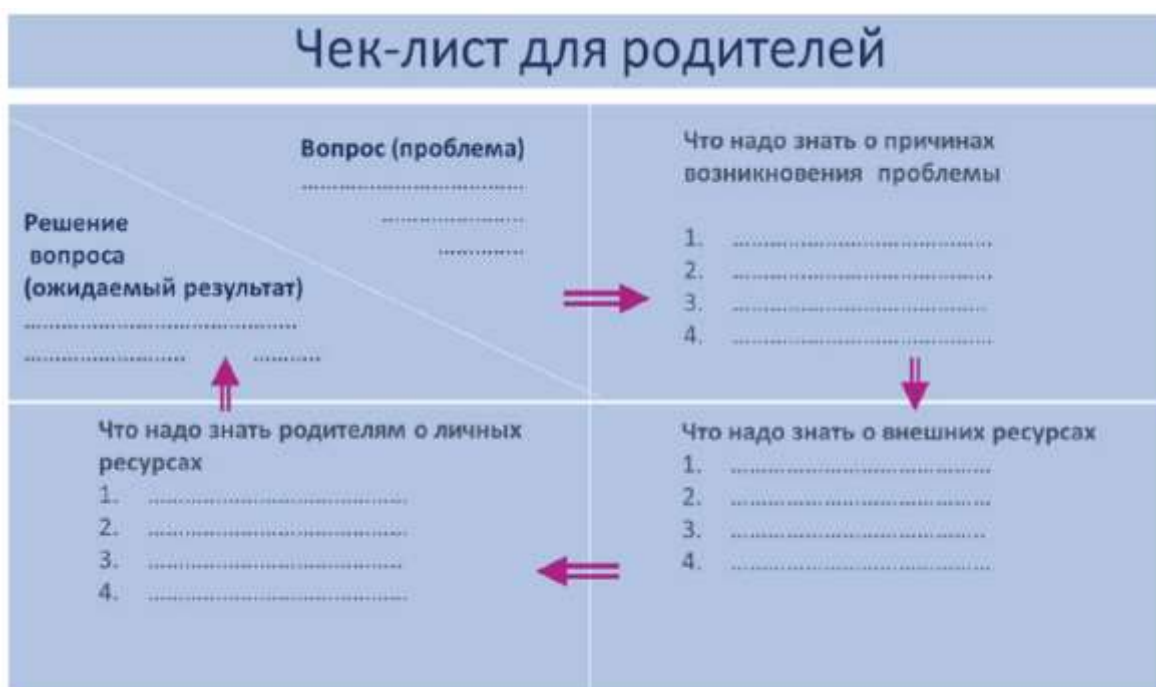 Чек-лист для родителей
Вопрос (проблема)
........................................
..........................
...............
Решение
вопроса
(ожидаемый результат)
.................................................
.............................  ............
Что надо знать о причинах
возникновения проблемы
1. ...............................................
2. ...............................................
3. ..............................................
4. ...............................................
Что надо знать родителям о личных
ресурсах
1. ...............................................
2. ...............................................
3. ..............................................
4. ...............................................
Что надо знать о внешних ресурсах
1. ...............................................
2. ...............................................
3. ..............................................
4. ...............................................